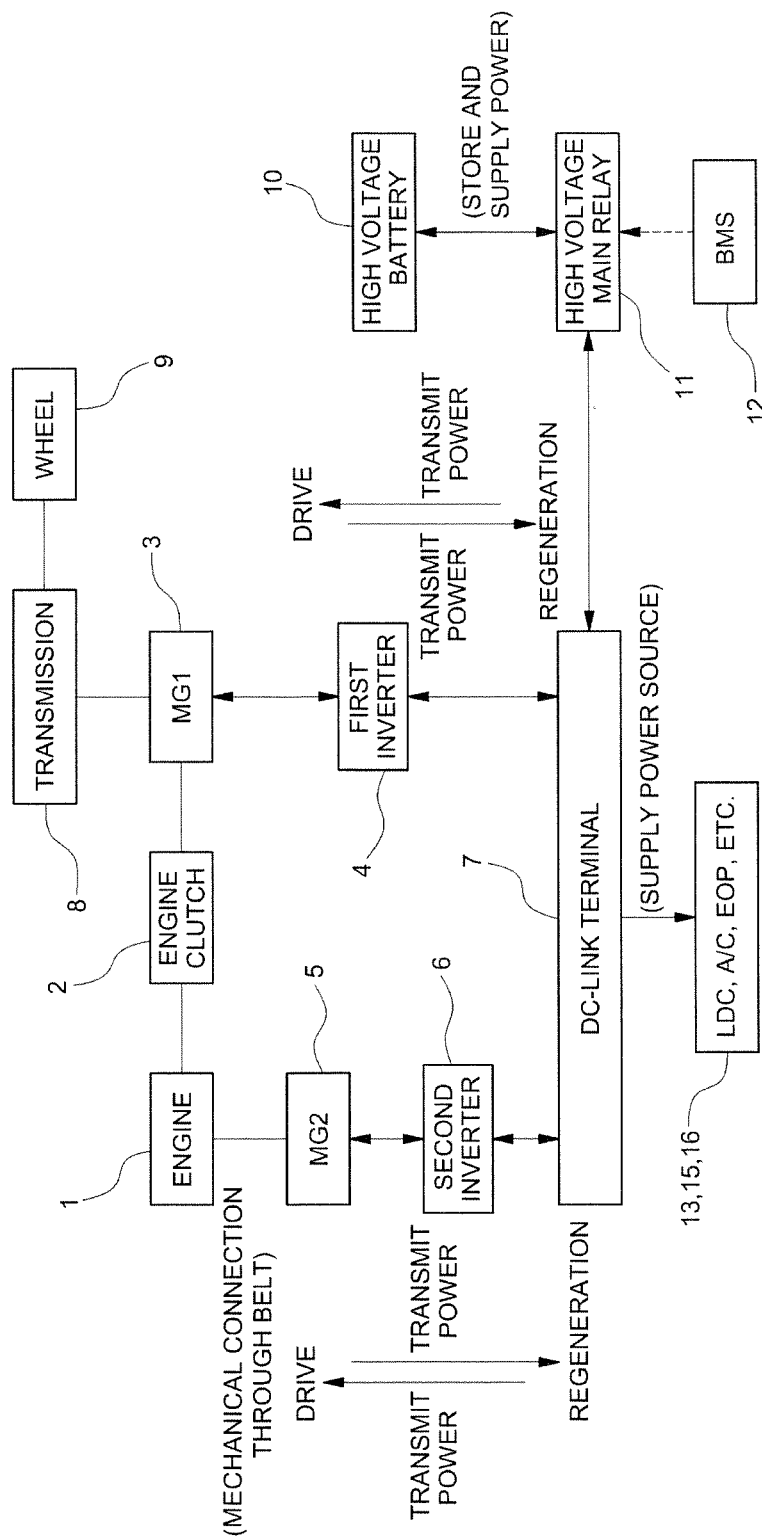 1
ENGINE
2
ENGINE
CLUTCH
8
TRANSMISSION
WHEEL
9
MG1
3
(MECHANICAL CONNECTION
THROUGH BELT)
MG2
5
SECOND
INVERTER
6
FIRST
INVERTER
4
DRIVE
TRANSMIT
POWER
TRANSMIT
POWER
REGENERATION
DRIVE
TRANSMIT
POWER
TRANSMIT
POWER
REGENERATION
10
HIGH VOLTAGE
BATTERY
(STORE AND
SUPPLY POWER)
HIGH VOLTAGE
MAIN RELAY
11
BMS
12
7
DC-LINK TERMINAL
(SUPPLY POWER SOURCE)
LDC, A/C, EOP, ETC.
13,15,16